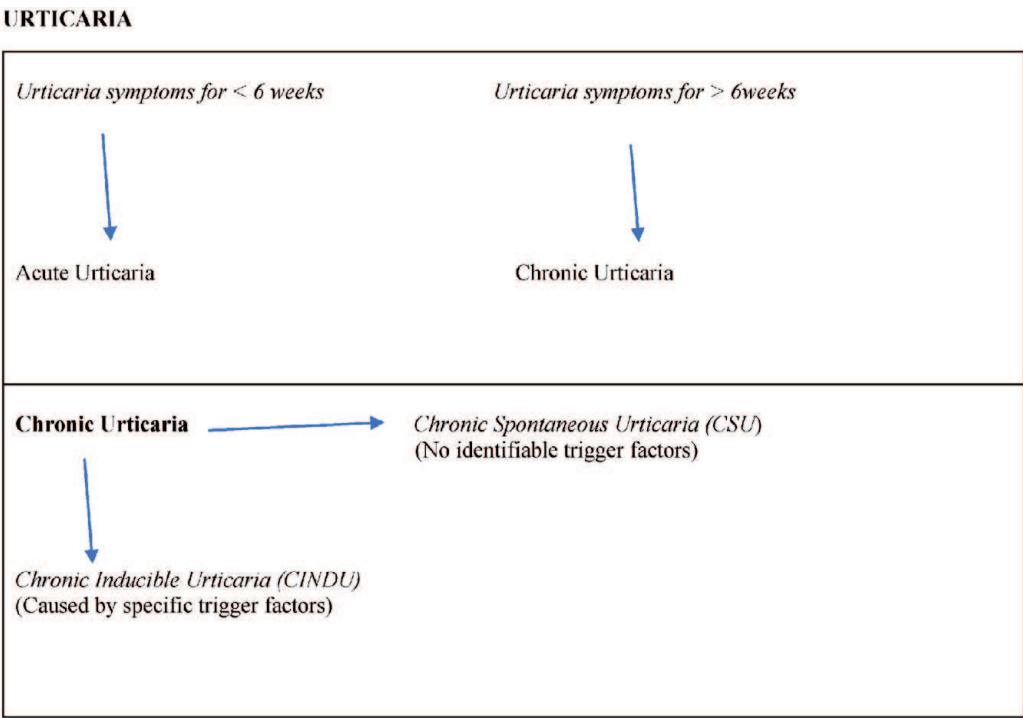 URTICARIA
Urticaria symptoms for < 6 weeks
Urticaria symptoms for > 6weeks
Acute Urticaria
Chronic Urticaria
Chronic Urticaria
Chronic Spontaneous Urticaria (CSU)
(No identifiable trigger factors)
Chronic Inducible Urticaria (CINDU)
(Caused by specific trigger factors)